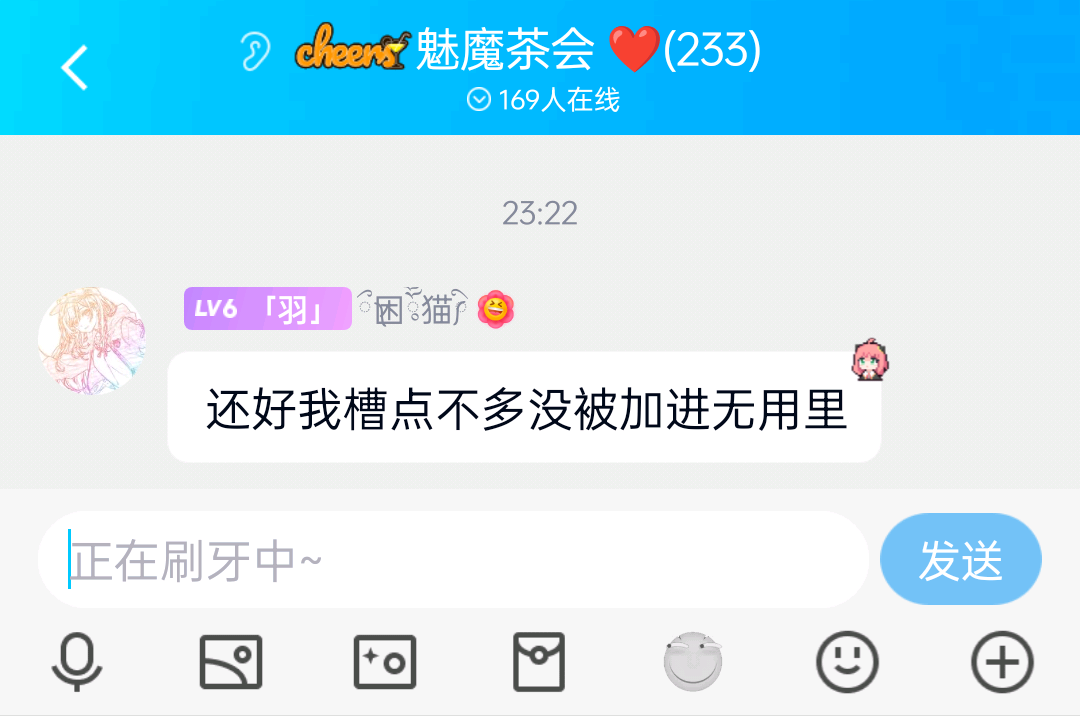 cheers 魅魔茶会 ❤️(233)
169人在线
23:22
LV6 「羽」 困猫
还好我槽点不多没被加进无用里
正在刷牙中~
发送